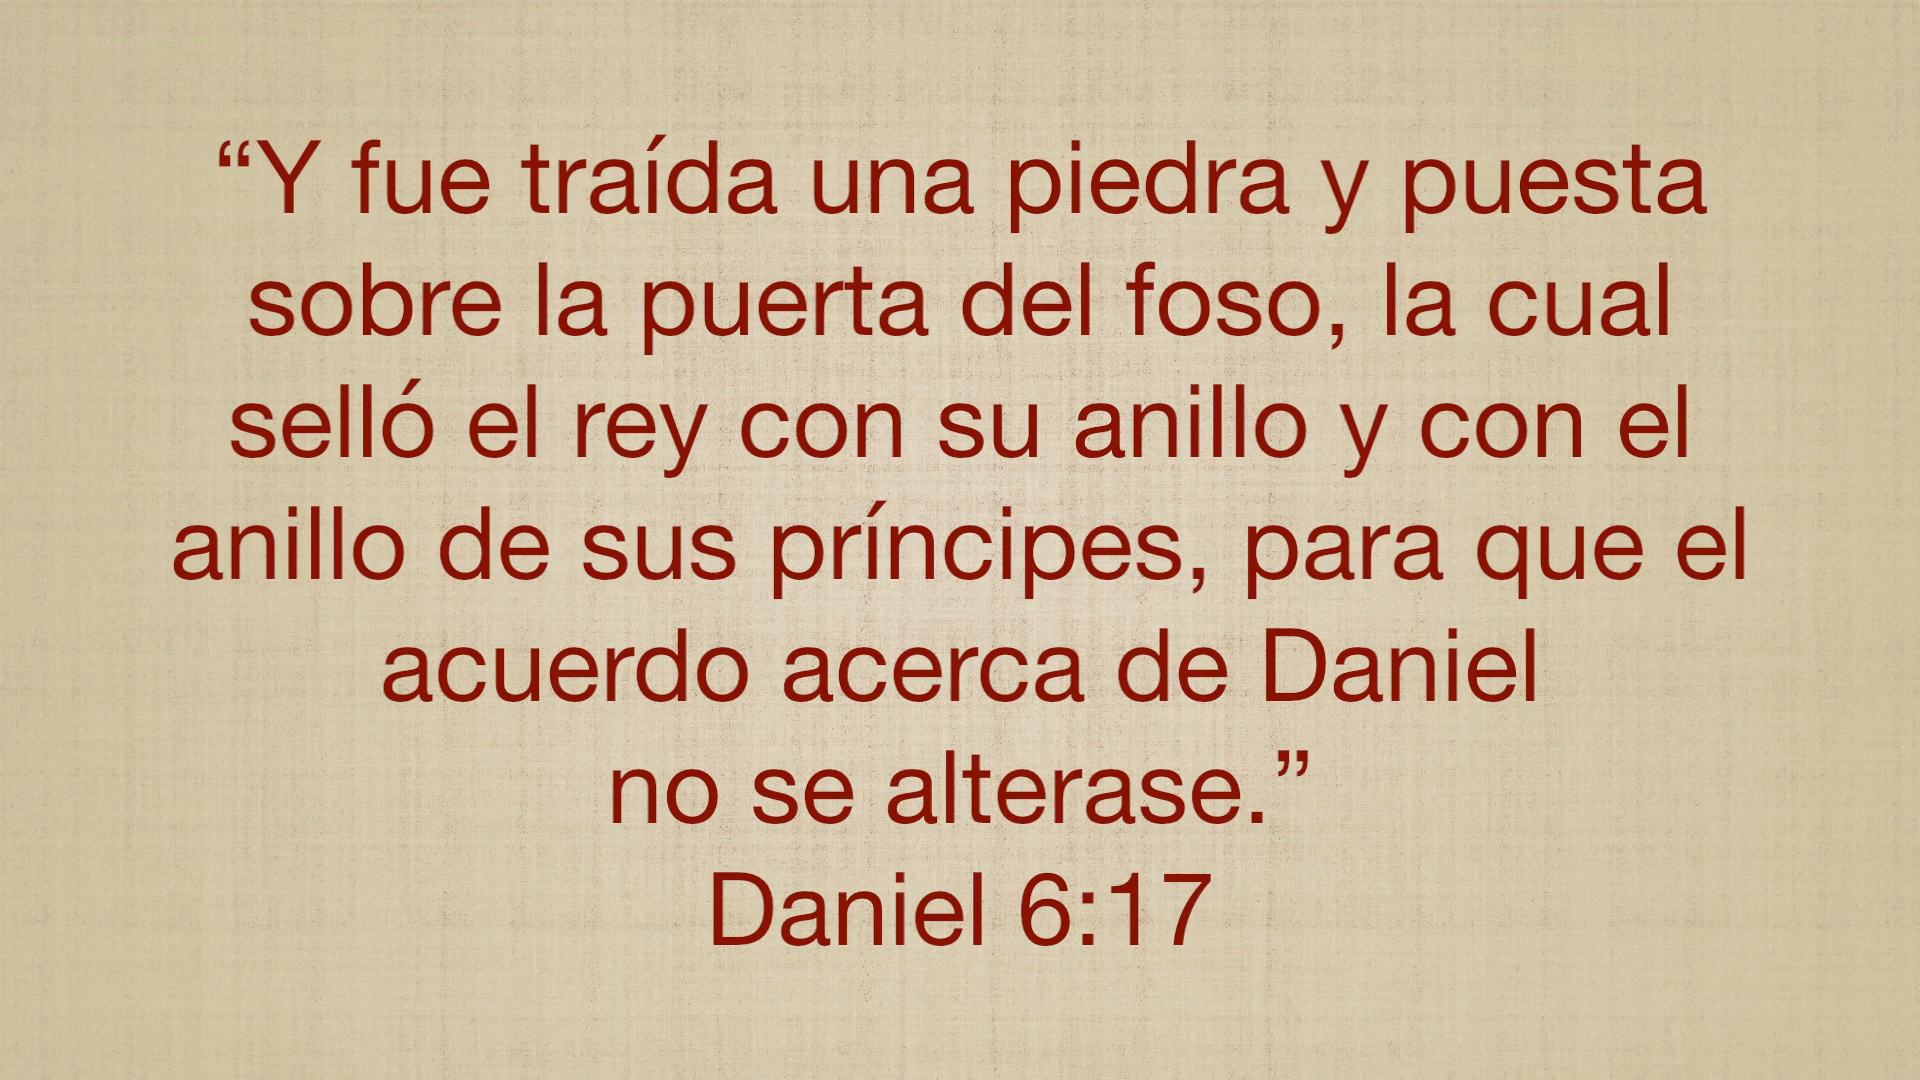 “Y fue traída una piedra y puesta
sobre la puerta del foso, la cual
selló el rey con su anillo y con el
anillo de sus príncipes, para que el
acuerdo acerca de Daniel
no se alterase.”
Daniel 6:17